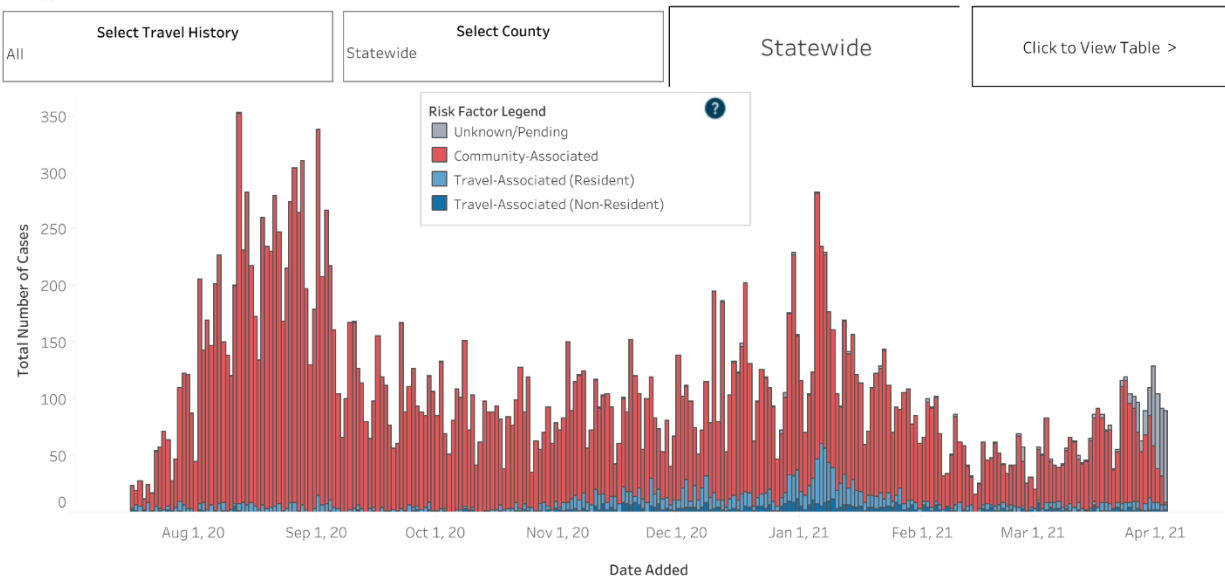 Select Travel History
All
Select County
Statewide
Statewide
Click to View Table >
Risk Factor Legend
?
Unknown/Pending
Community-Associated
Travel-Associated (Resident)
Travel-Associated (Non-Resident)
Total Number of Cases
350
300
250
200
150
100
50
0
Aug 1, 20
Sep 1, 20
Oct 1, 20
Nov 1, 20
Dec 1, 20
Jan 1, 21
Feb 1, 21
Mar 1, 21
Apr 1, 21
Date Added